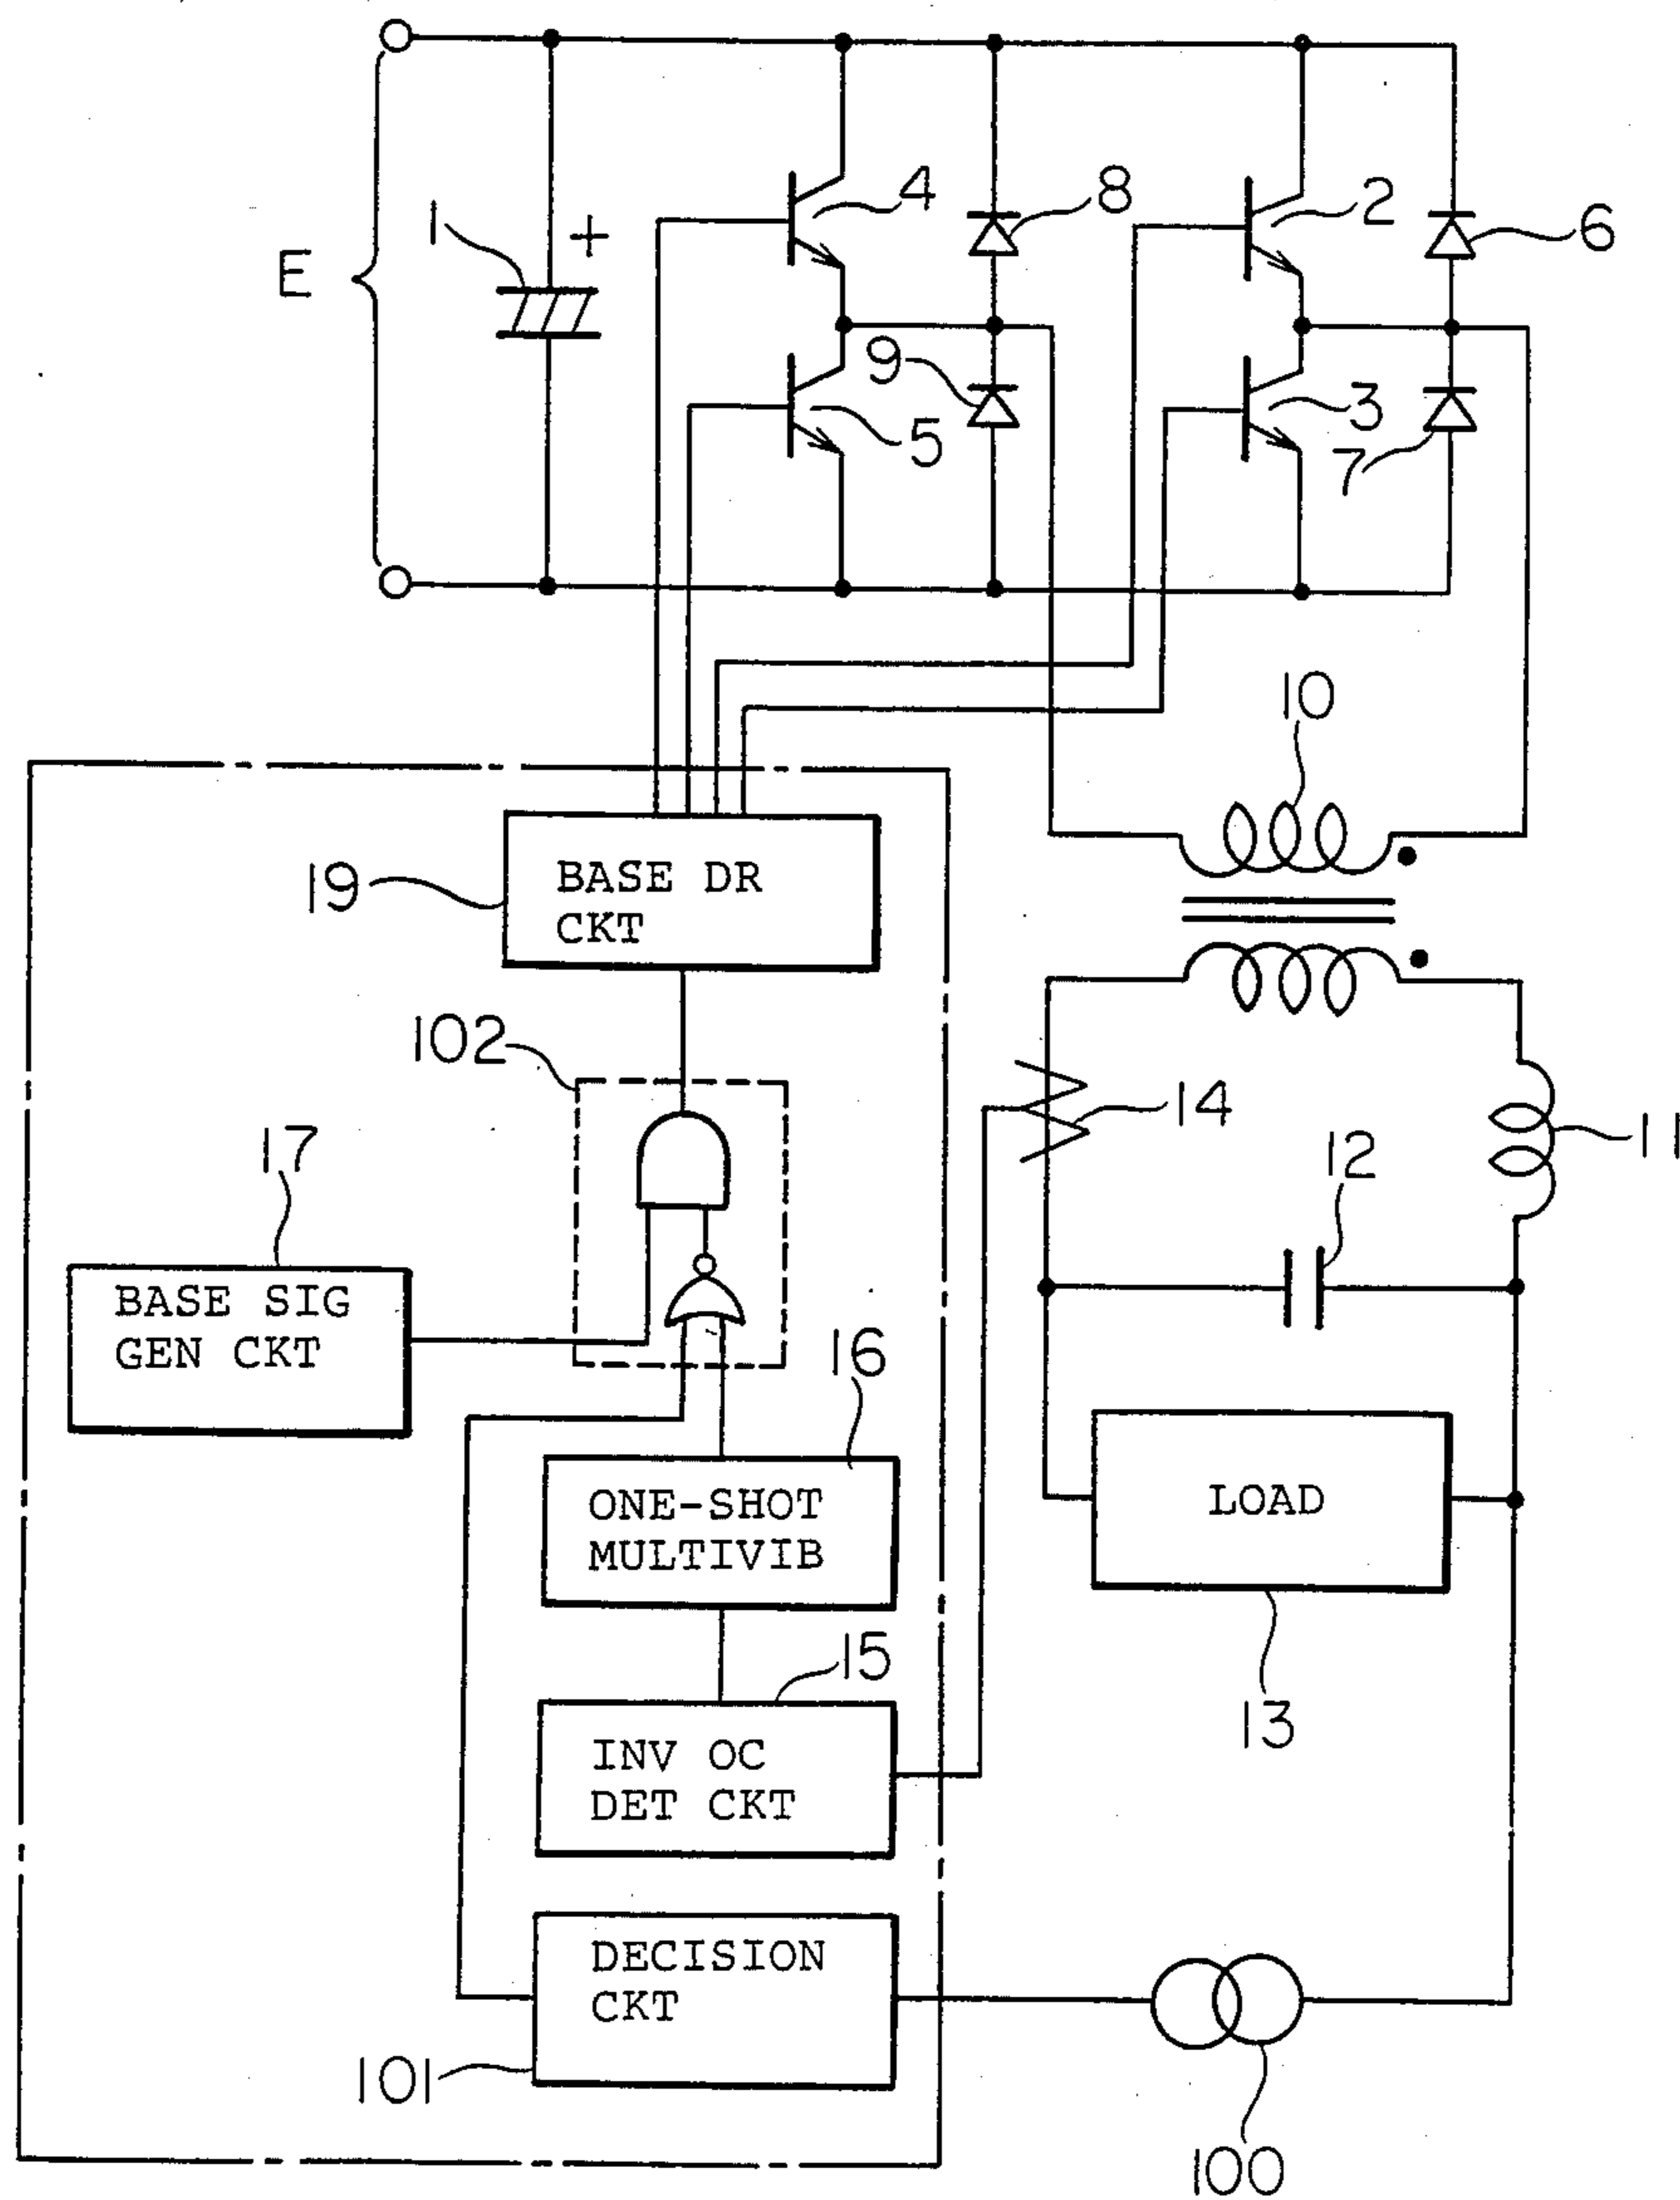 4
8
2
6
1
+
E
9
5
3
7
10
19
BASE DR
CKT
102
14
11
12
17
BASE SIG
GEN CKT
16
ONE-SHOT
MULTIVIB
LOAD
15
13
INV OC
DET CKT
DECISION
CKT
101
100